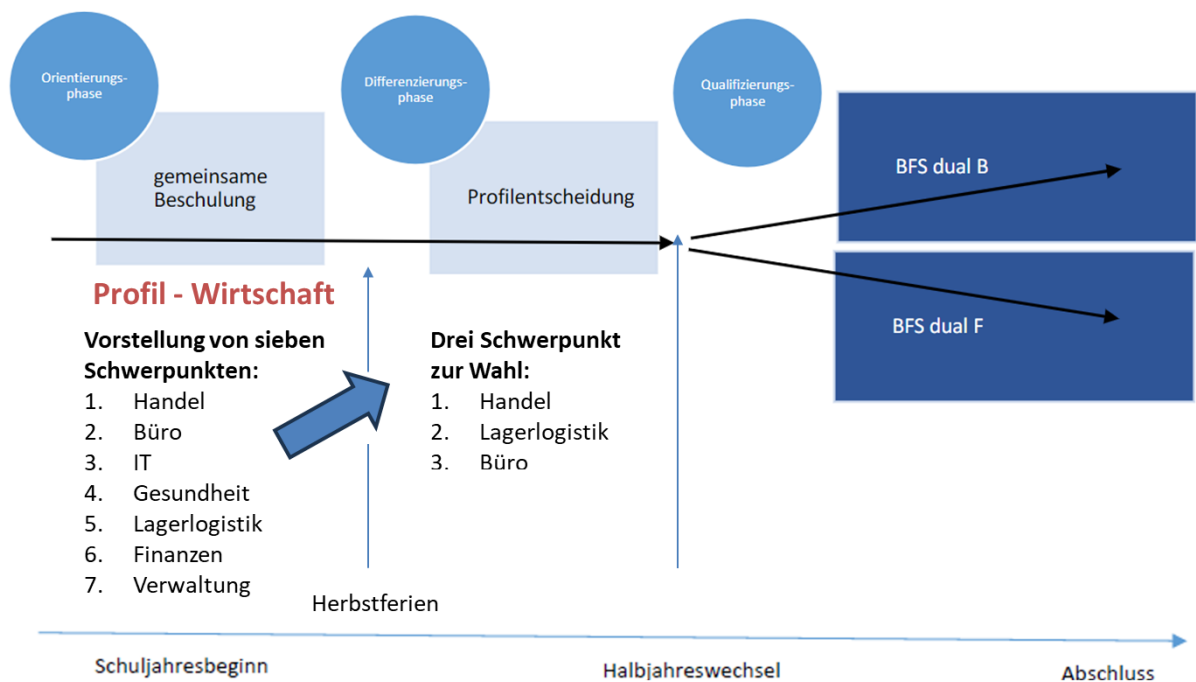 Orientierungs-
phase
Differenzierungs-
phase
Qualifizierungs-
phase
gemeinsame
Beschulung
Profilentscheidung
BFS dual B
BFS dual F
Profil - Wirtschaft
Vorstellung von sieben
Schwerpunkten:
1. Handel
2. Büro
3. IT
4. Gesundheit
5. Lagerlogistik
6. Finanzen
7. Verwaltung
Drei Schwerpunkt
zur Wahl:
1. Handel
2. Lagerlogistik
3. Büro
Herbstferien
Schuljahresbeginn
Halbjahreswechsel
Abschluss